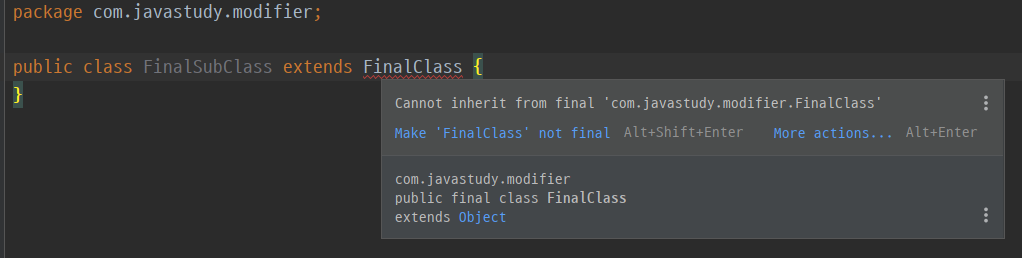 package com.javastudy.modifier;
public class FinalSubClass extends FinalClass {
}
Cannot inherit from final 'com.javastudy.modifier.FinalClass'
Make 'FinalClass' not final Alt+Shift+Enter More actions... Alt+Enter
com.javastudy.modifier
public final class FinalClass
extends Object